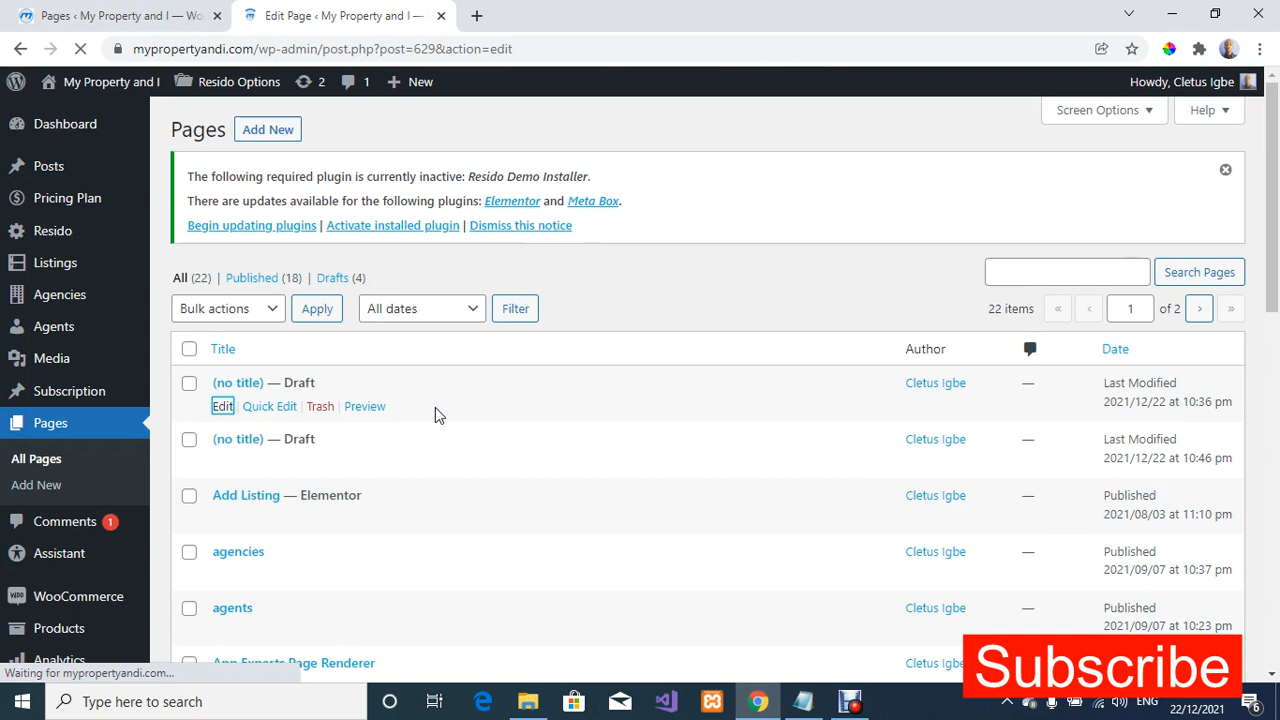 Pages ‹ My Property and I — Wo
Edit Page ‹ My Property and I —
mypropertyandi.com/wp-admin/post.php?post=629&action=edit
My Property and I
Resido Options
2
1
New
Howdy, Cletus Igbe
Dashboard
Posts
Pricing Plan
Resido
Listings
Agencies
Agents
Media
Subscription
Pages
All Pages
Add New
Comments 1
Assistant
WooCommerce
Products
Analytics
Screen Options
Help
Pages
Add New
The following required plugin is currently inactive: Resido Demo Installer.
There are updates available for the following plugins: Elementor and Meta Box.
Begin updating plugins | Activate installed plugin | Dismiss this notice
All (22) | Published (18) | Drafts (4)
Search Pages
Bulk actions
Apply
All dates
Filter
22 items « ‹ 1 of 2 › »
Title
Author
Date
(no title) — Draft
Edit | Quick Edit | Trash | Preview
Cletus Igbe
—
Last Modified
2021/12/22 at 10:36 pm
(no title) — Draft
Cletus Igbe
—
Last Modified
2021/12/22 at 10:46 pm
Add Listing — Elementor
Cletus Igbe
—
Published
2021/08/03 at 11:10 pm
agencies
Cletus Igbe
—
Published
2021/09/07 at 10:37 pm
agents
Cletus Igbe
—
Published
2021/09/07 at 10:23 pm
App Experts Page Renderer
Cletus Igbe
Subscribe
Waiting for mypropertyandi.com...
Type here to search
ENG
22/12/2021
6